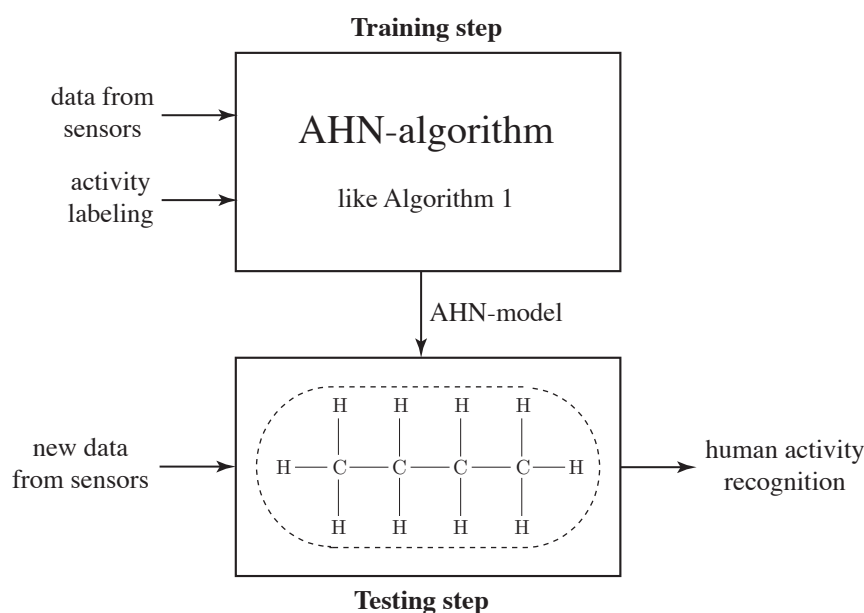 Training step
data from
sensors
AHN-algorithm
activity
labeling
like Algorithm 1
AHN-model
H H H H
new data
from sensors
H C C C C H
human activity
recognition
H H H H
Testing step